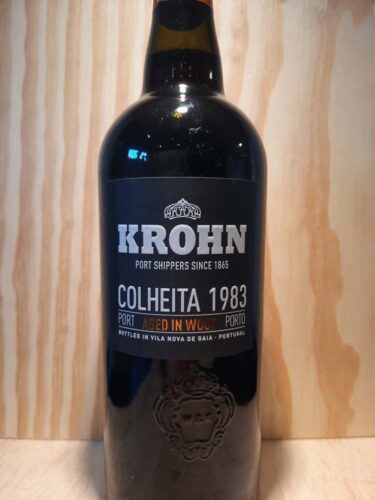 KROHN
PORT SHIPPERS SINCE 1865
COLHEITA 1983
PORT AGED IN WOOD PORTO
BOTTLED IN VILA NOVA DE GAIA - PORTUGAL
W&K